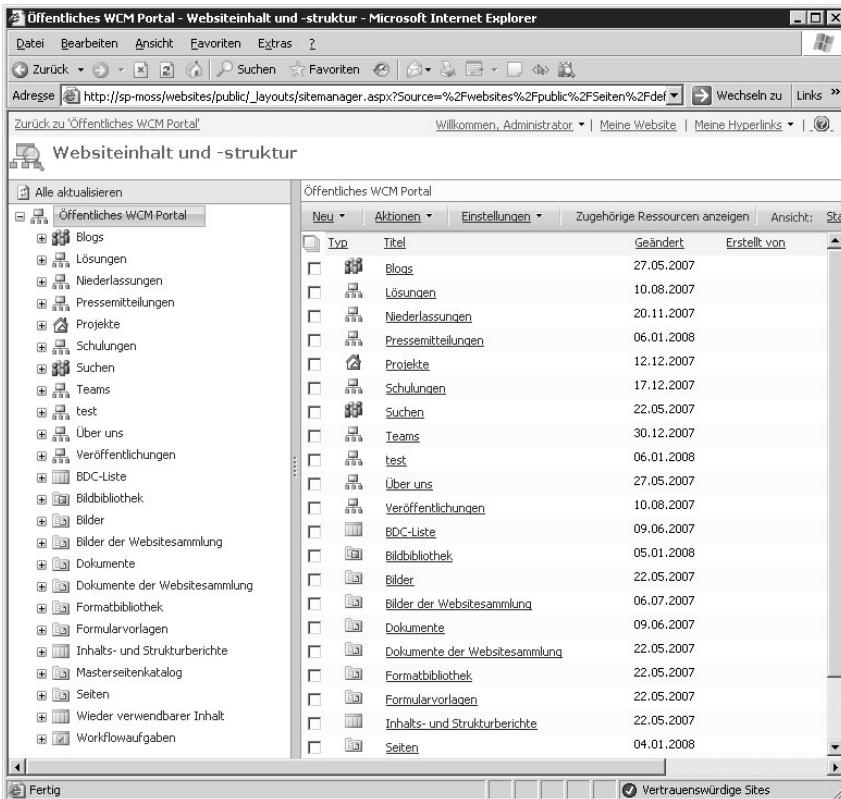 Öffentliches WCM Portal - Websiteinhalt und -struktur - Microsoft Internet Explorer
Datei Bearbeiten Ansicht Favoriten Extras ?
Zurück Suchen Favoriten
Adresse http://sp-moss/websites/public/_layouts/sitemanager.aspx?Source=%2Fwebsites%2Fpublic%2FSeiten%2Fdef Wechseln zu Links »
Zurück zu 'Öffentliches WCM Portal' Willkommen, Administrator | Meine Website | Meine Hyperlinks |
Websiteinhalt und -struktur
Alle aktualisieren
Öffentliches WCM Portal
Blogs
Lösungen
Niederlassungen
Pressemitteilungen
Projekte
Schulungen
Suchen
Teams
test
Über uns
Veröffentlichungen
BDC-Liste
Bildbibliothek
Bilder
Bilder der Websitesammlung
Dokumente
Dokumente der Websitesammlung
Formatbibliothek
Formularvorlagen
Inhalts- und Strukturberichte
Masterseitenkatalog
Seiten
Wieder verwendbarer Inhalt
Workflowaufgaben
Öffentliches WCM Portal
Neu Aktionen Einstellungen Zugehörige Ressourcen anzeigen Ansicht: Sta
Typ Titel Geändert Erstellt von
Blogs 27.05.2007
Lösungen 10.08.2007
Niederlassungen 20.11.2007
Pressemitteilungen 06.01.2008
Projekte 12.12.2007
Schulungen 17.12.2007
Suchen 22.05.2007
Teams 30.12.2007
test 06.01.2008
Über uns 27.05.2007
Veröffentlichungen 10.08.2007
BDC-Liste 09.06.2007
Bildbibliothek 05.01.2008
Bilder 22.05.2007
Bilder der Websitesammlung 06.07.2007
Dokumente 09.06.2007
Dokumente der Websitesammlung 22.05.2007
Formatbibliothek 22.05.2007
Formularvorlagen 22.05.2007
Inhalts- und Strukturberichte 22.05.2007
Seiten 04.01.2008
Fertig Vertrauenswürdige Sites